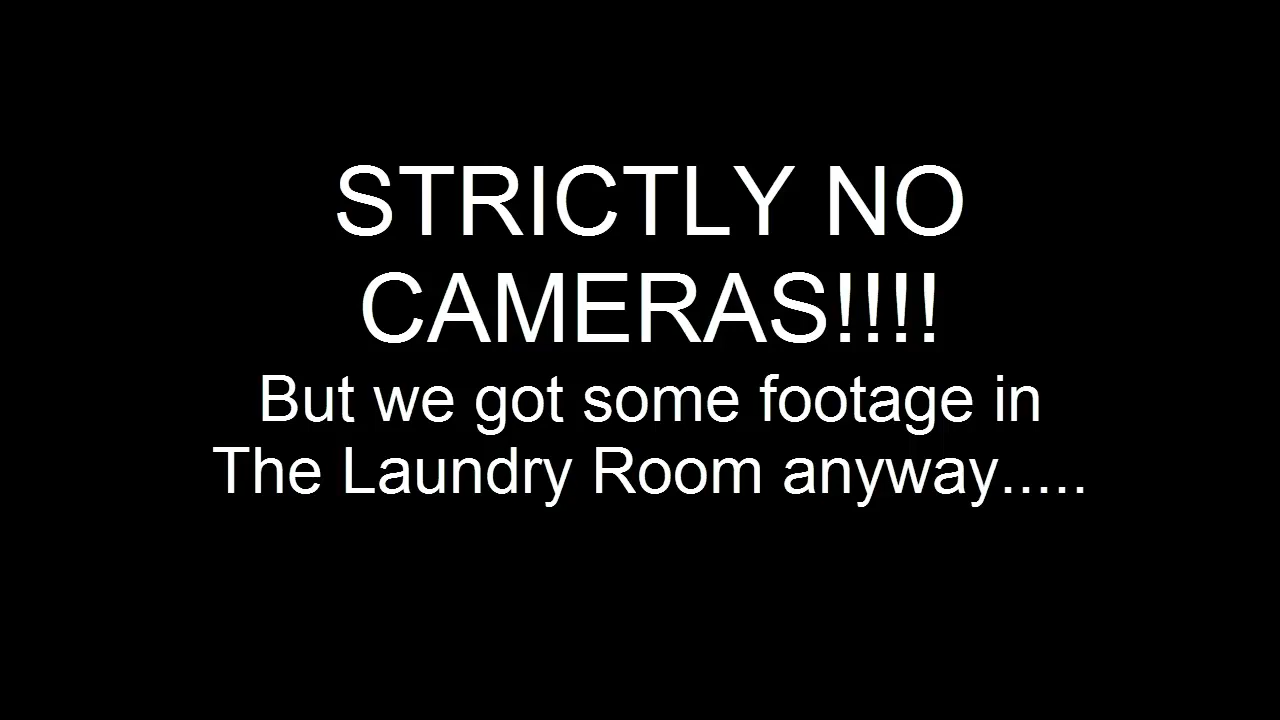 STRICTLY NO
CAMERAS!!!!
But we got some footage in
The Laundry Room anyway.....